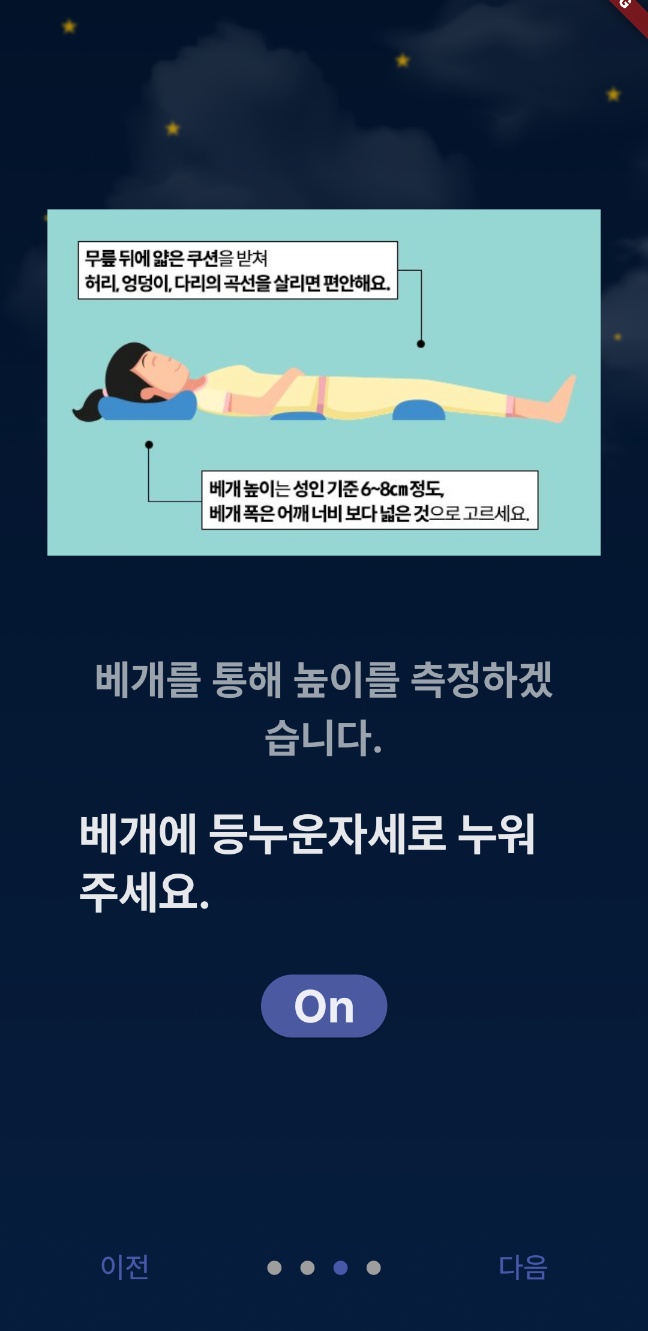 무릎 뒤에 얇은 쿠션을 받쳐
허리, 엉덩이, 다리의 곡선을 살리면 편안해요.
베개 높이는 성인 기준 6~8cm 정도,
베개 폭은 어깨 너비 보다 넓은 것으로 고르세요.
베개를 통해 높이를 측정하겠
습니다.
베개에 등누운자세로 누워
주세요.
On
이전
다음